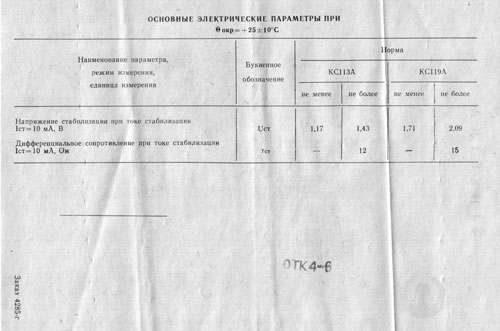 ОСНОВНЫЕ ЭЛЕКТРИЧЕСКИЕ ПАРАМЕТРЫ ПРИ
Θокр=+25±10°С
Наименование параметра,
режим измерения,
единица измерения
Буквенное
обозначение
Норма
КС113А
КС119А
не менее
не более
не менее
не более
Напряжение стабилизации при токе стабилизации
Iст=10 мА, В
Uст
1,17
1,43
1,71
2,09
Дифференциальное сопротивление при токе стабилизации
Iст=10 мА, Ом
rст
—
12
—
15
ОТК4-6
Заказ 4285-г